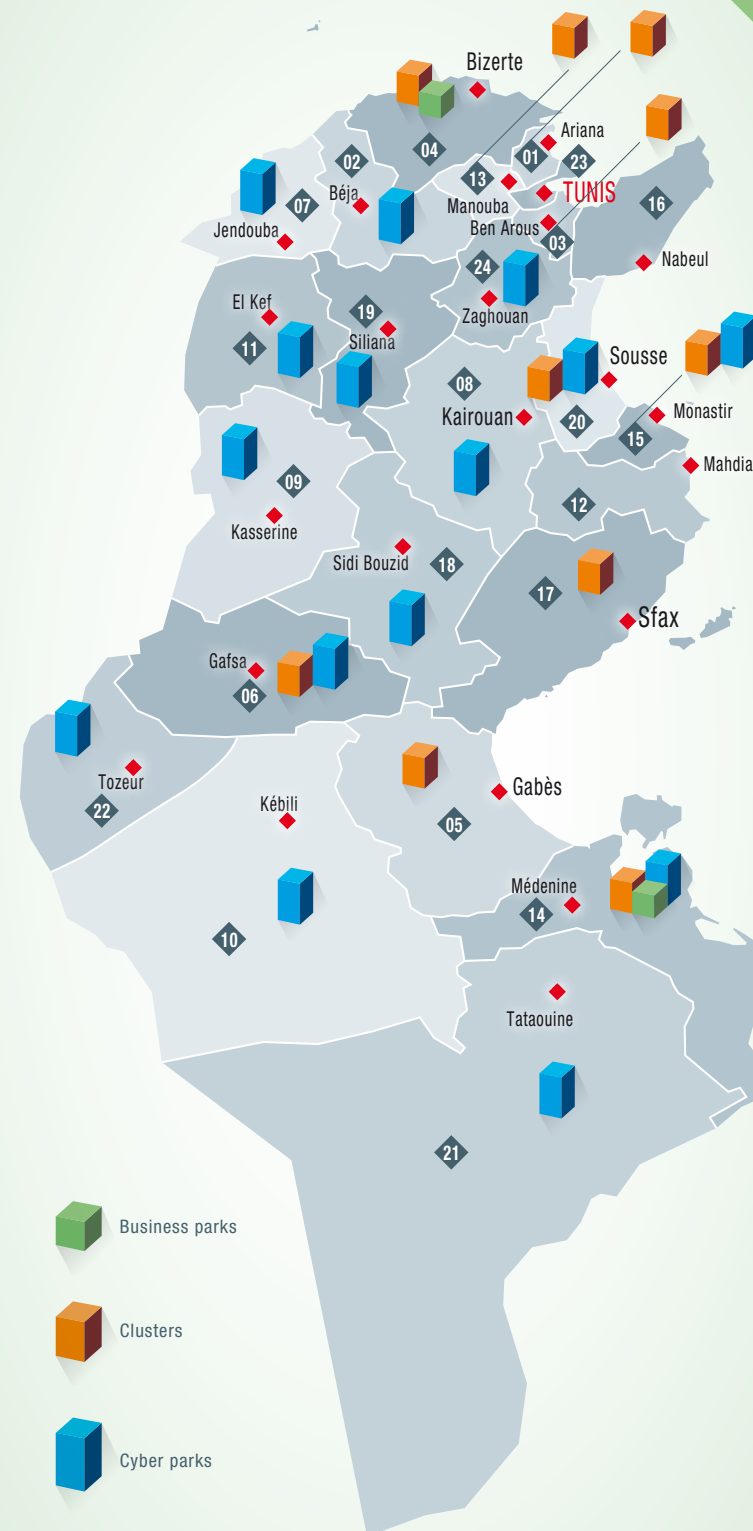 Bizerte
Ariana
04
01
02
23
13
TUNIS
Béja
Manouba
16
07
Ben Arous
Jendouba
03
Nabeul
24
El Kef
19
Zaghouan
Siliana
11
Sousse
08
Kairouan
20
Monastir
15
Mahdia
09
12
Kasserine
Sidi Bouzid
18
17
Sfax
Gafsa
06
Tozeur
Gabès
Kébili
22
05
Médenine
14
10
Tataouine
21
Business parks
Clusters
Cyber parks